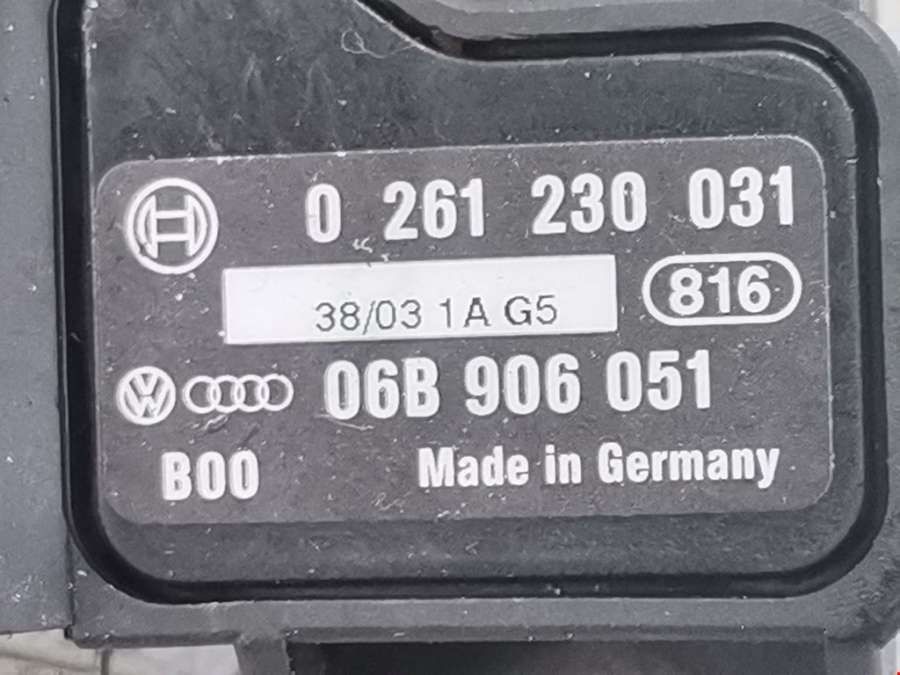 0 261 230 031
38/03 1A G5
816
06B 906 051
B00 Made in Germany